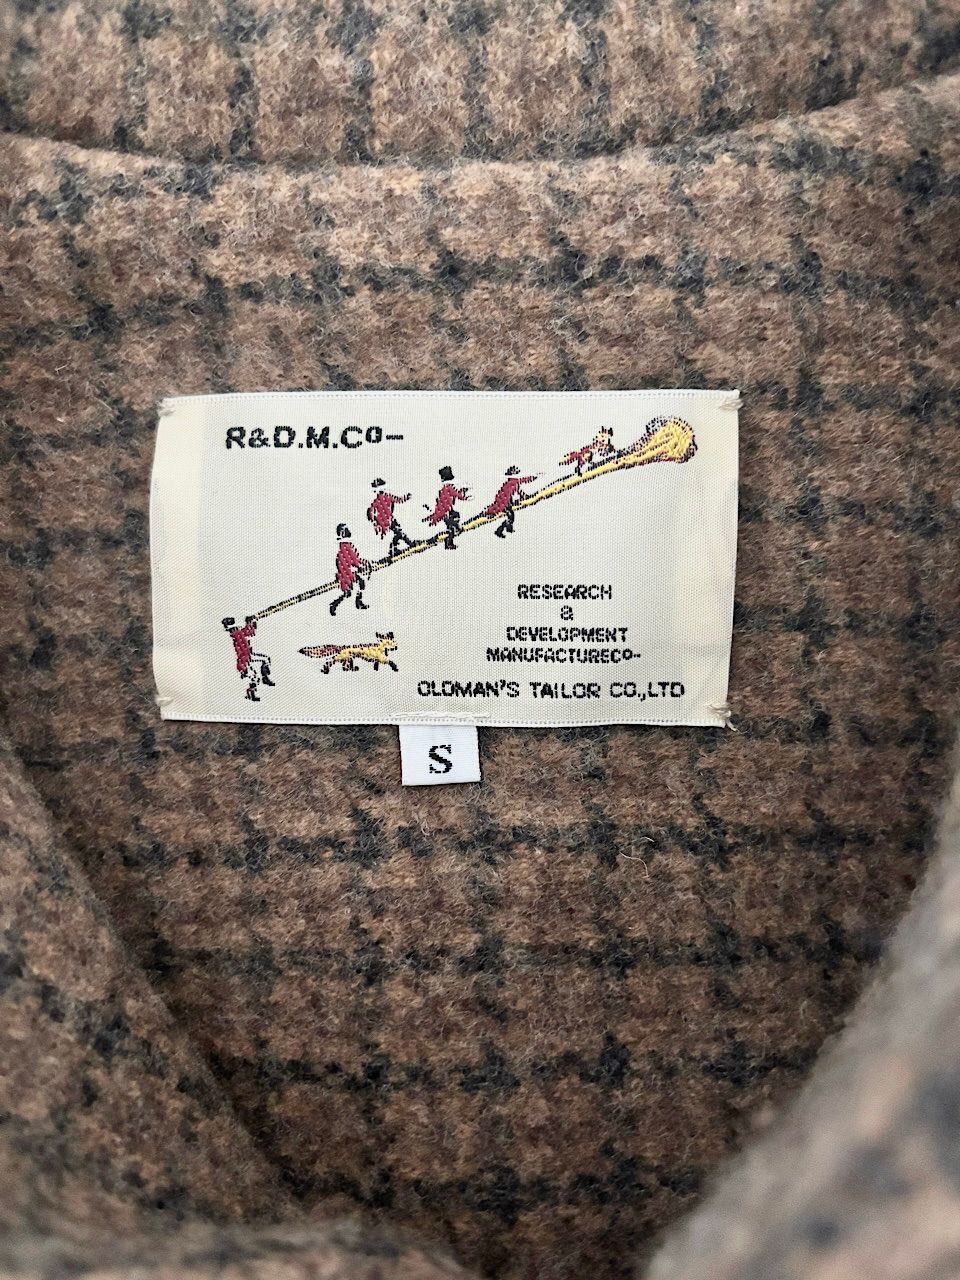 R&D.M.Co-
RESEARCH
&
DEVELOPMENT
MANUFACTURECO-
OLDMAN'S TAILOR CO.,LTD
S